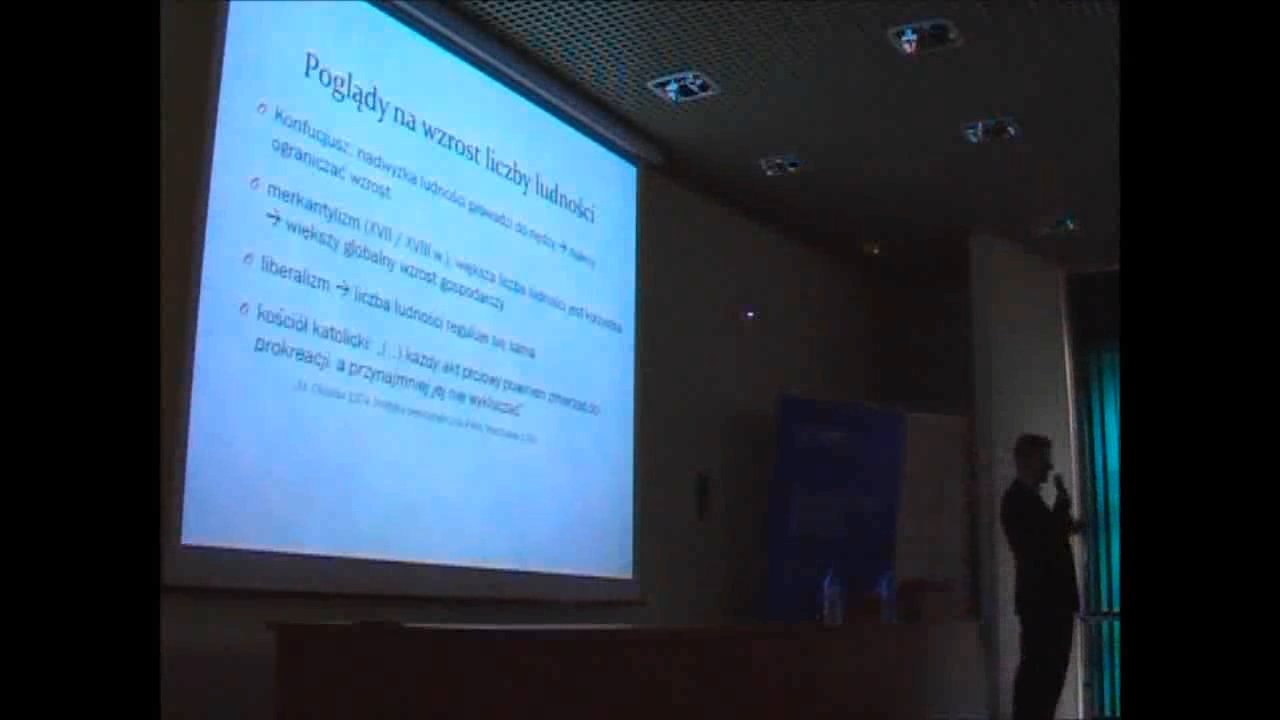 Poglądy na wzrost liczby ludności
Konfucjusz: nadwyżka ludności prowadzi do nędzy → należy
ograniczać wzrost
merkantylizm (XVII / XVIII w.), większa liczba ludności jest korzystna
→ większy globalny wzrost gospodarczy
liberalizm → liczba ludności reguluje się sama
kościół katolicki: „(...) każdy akt płciowy powinien zmierzać do
prokreacji, a przynajmniej jej nie wykluczać”